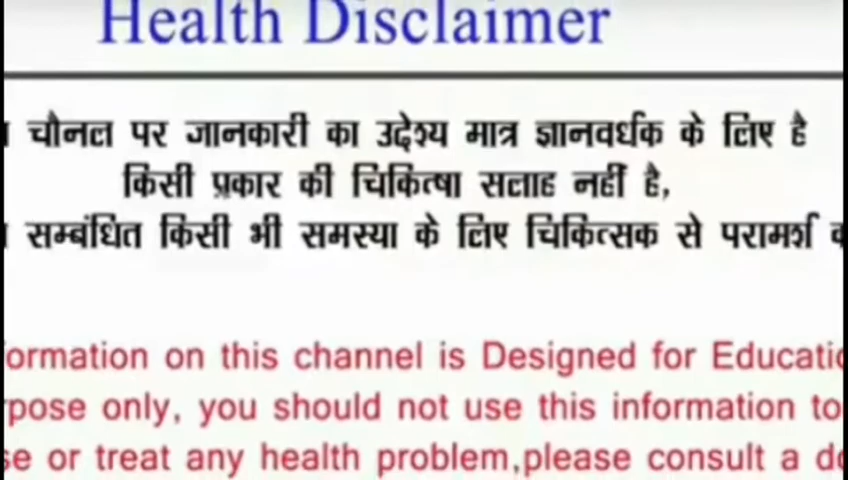 Health Disclaimer
चौनल पर जानकारी का उद्देश्य मात्र ज्ञानवर्धक के लिए है
किसी प्रकार की चिकित्षा सलाह नहीं है,
सम्बंधित किसी भी समस्या के लिए चिकित्सक से परामर्श
ormation on this channel is Designed for Educatio
rpose only, you should not use this information to
se or treat any health problem,please consult a do